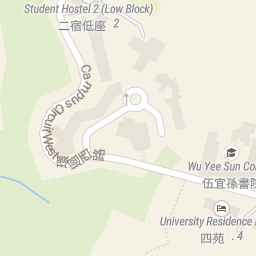 Student Hostel 2 (Low Block)
二宿低座
2
Campus Circuit West
Wu Yee Sun Co
伍宜孫書院
University Residence
四苑
4